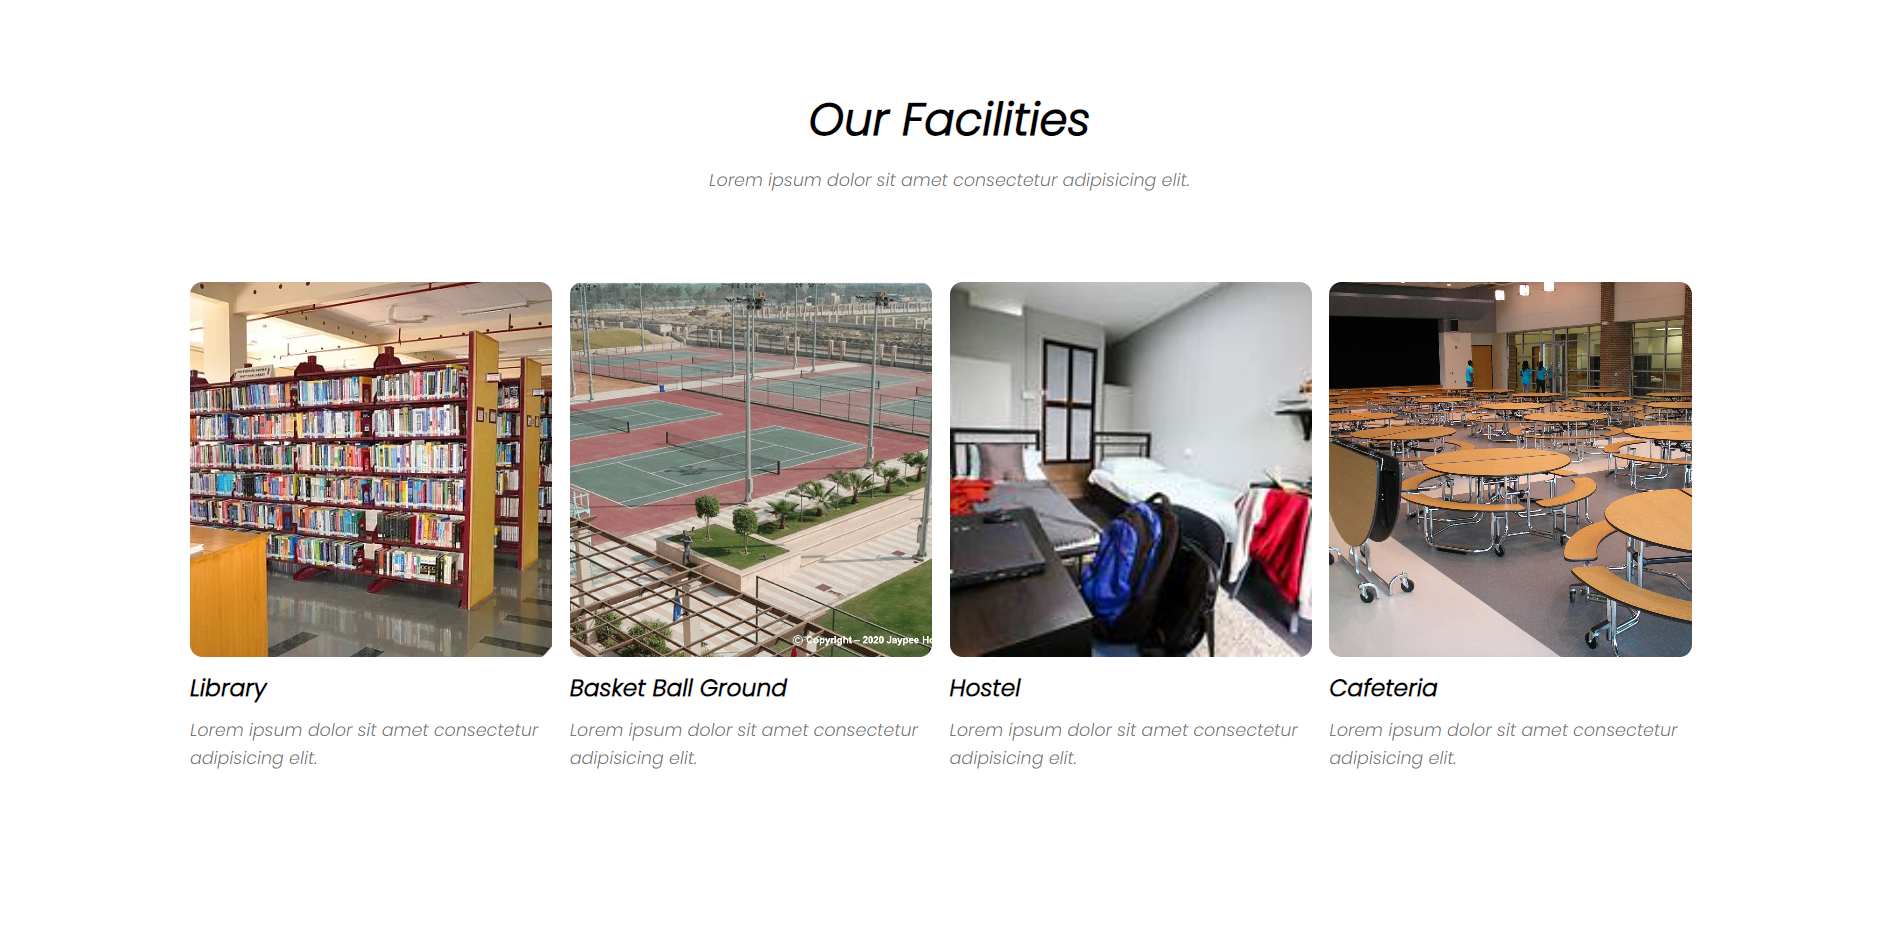 Our Facilities
Lorem ipsum dolor sit amet consectetur adipisicing elit.
© Copyright – 2020 Jaypee
Library
Basket Ball Ground
Hostel
Cafeteria
Lorem ipsum dolor sit amet consectetur
adipisicing elit.
Lorem ipsum dolor sit amet consectetur
adipisicing elit.
Lorem ipsum dolor sit amet consectetur
adipisicing elit.
Lorem ipsum dolor sit amet consectetur
adipisicing elit.